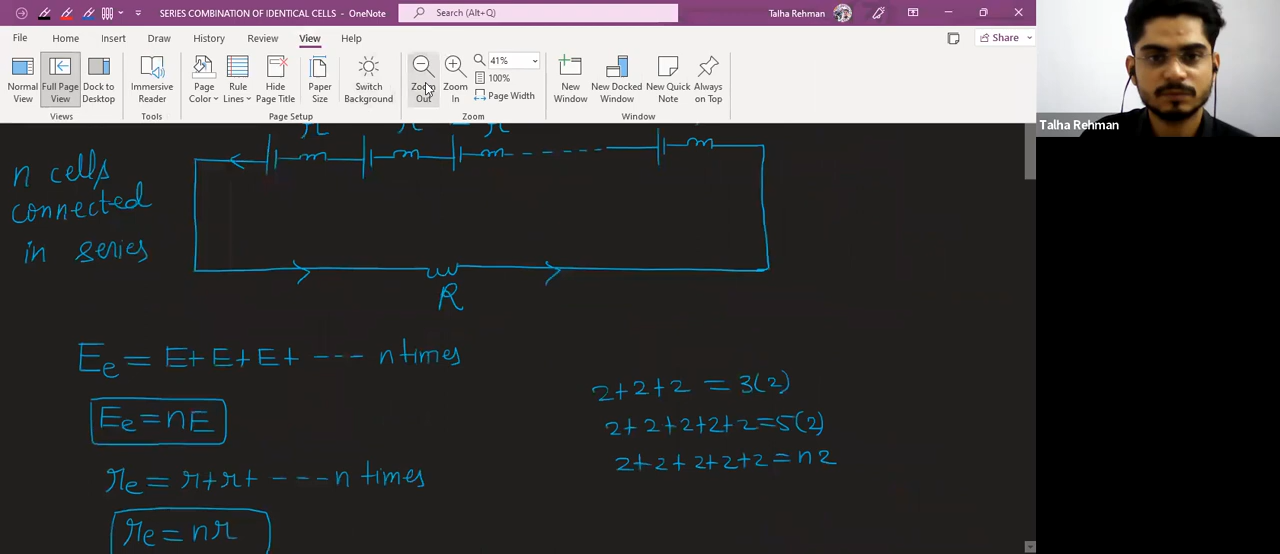 SERIES COMBINATION OF IDENTICAL CELLS - OneNote
Search (Alt+Q)
Talha Rehman
File Home Insert Draw History Review View Help
Share
Normal View
Full Page View
Dock to Desktop
Immersive Reader
Page Color
Rule Lines
Hide Page Title
Paper Size
Switch Background
Zoom Out
Zoom In
41%
100%
Page Width
New Window
New Docked Window
New Quick Note
Always on Top
Views Tools Page Setup Zoom Window
Talha Rehman
n cells
connected
in series
R
Ee = E+ E+ E+ --- n times
Ee = nE
re = r+r+ ---- n times
re = nr
2+2+2 = 3(2)
2+2+2+2+2=5(2)
2+2+2+2+2=n2